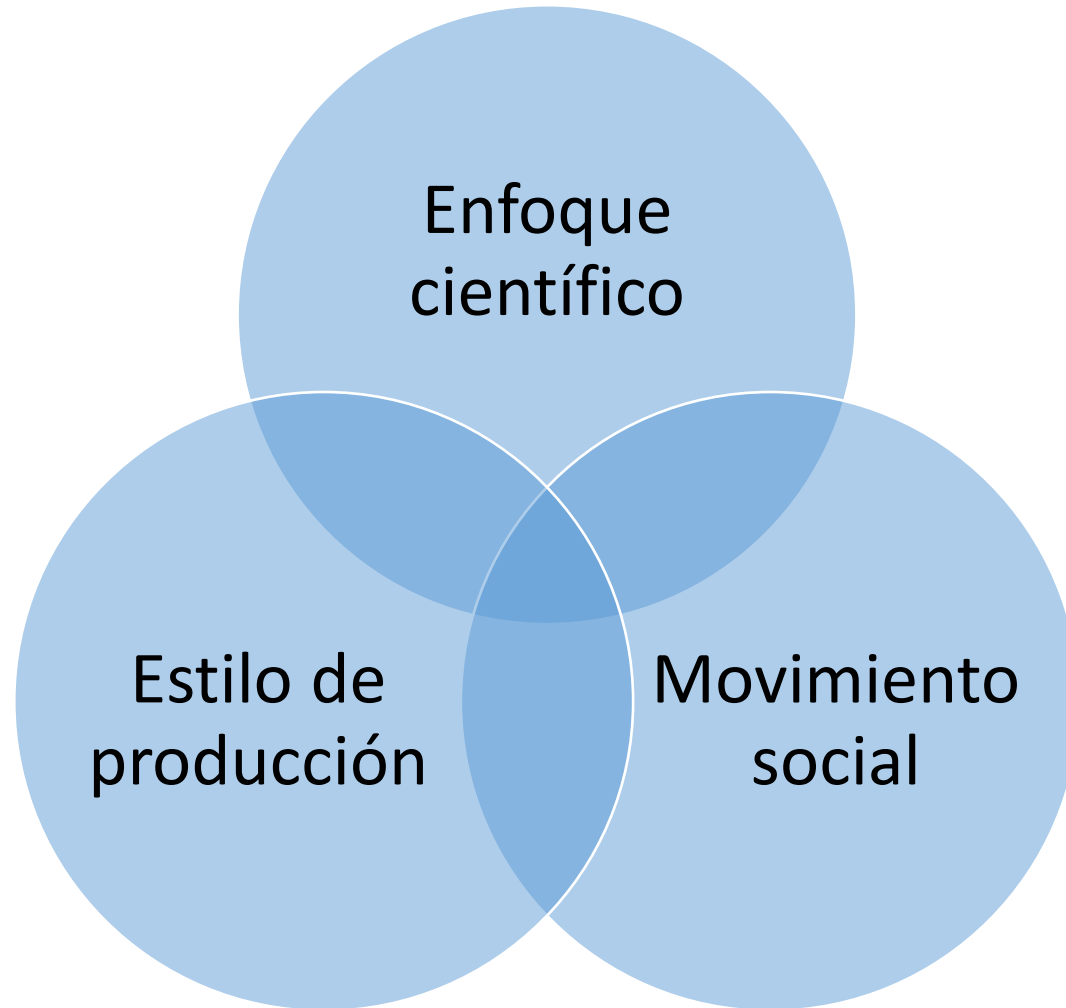 Enfoque
científico
Estilo de
producción
Movimiento
social